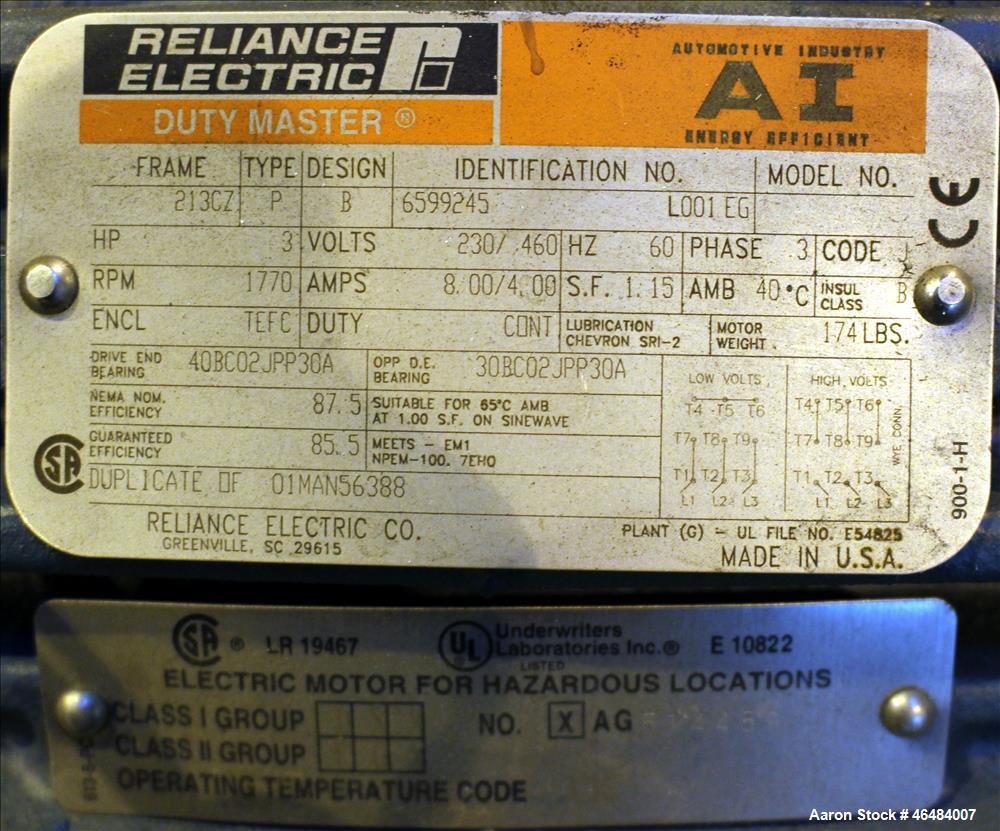 RELIANCE ELECTRIC
DUTY MASTER ®
AUTOMOTIVE INDUSTRY
AI
ENERGY EFFICIENT
FRAME TYPE DESIGN IDENTIFICATION NO. MODEL NO.
213CZ P B 6599245 L001 EG
HP 3 VOLTS 230/ 460 HZ 60 PHASE 3 CODE J
RPM 1770 AMPS 8.00/4.00 S.F. 1.15 AMB 40°C INSUL CLASS B
ENCL TEFC DUTY CONT LUBRICATION CHEVRON SRI-2 MOTOR WEIGHT 174 LBS.
DRIVE END BEARING 40BC02JPP30A OPP D.E. BEARING 30BC02JPP30A
NEMA NOM. EFFICIENCY 87.5 SUITABLE FOR 65°C AMB. AT 1.00 S.F. ON SINEWAVE
GUARANTEED EFFICIENCY 85.5 MEETS - EM1 NPEM-100. 7EHO
DUPLICATE OF 01MAN56388
LOW VOLTS HIGH VOLTS
T4 T5 T6 T4 T5 T6
T7 T8 T9 T7 T8 T9
T1 T2 T3 T1 T2 T3
L1 L2 L3 L1 L2 L3
WYE CONN.
CE
900-1-H
SA
RELIANCE ELECTRIC CO.
GREENVILLE, SC 29615
PLANT (G) - UL FILE NO. E54825
MADE IN U.S.A.
SA ® LR 19467 UL Underwriters Laboratories Inc.® E 10822
LISTED
ELECTRIC MOTOR FOR HAZARDOUS LOCATIONS
CLASS I GROUP NO. X AG
CLASS II GROUP
OPERATING TEMPERATURE CODE
Aaron Stock # 46484007